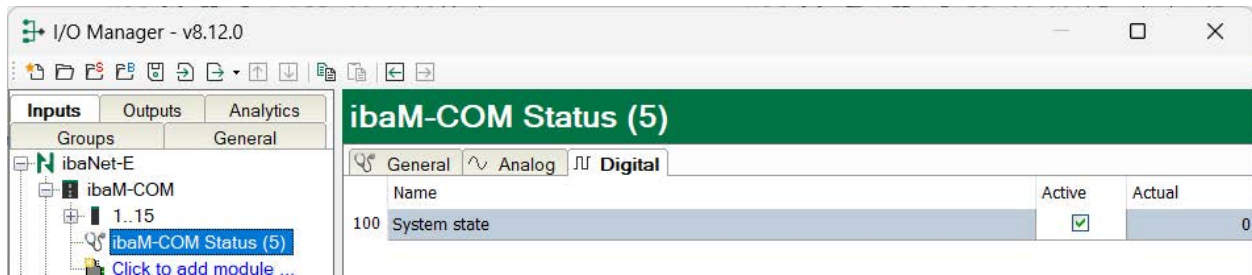 I/O Manager - v8.12.0
Inputs Outputs Analytics
Groups General
ibaNet-E
ibaM-COM
1..15
ibaM-COM Status (5)
Click to add module ...
ibaM-COM Status (5)
General Analog Digital
Name Active Actual
100 System state 0